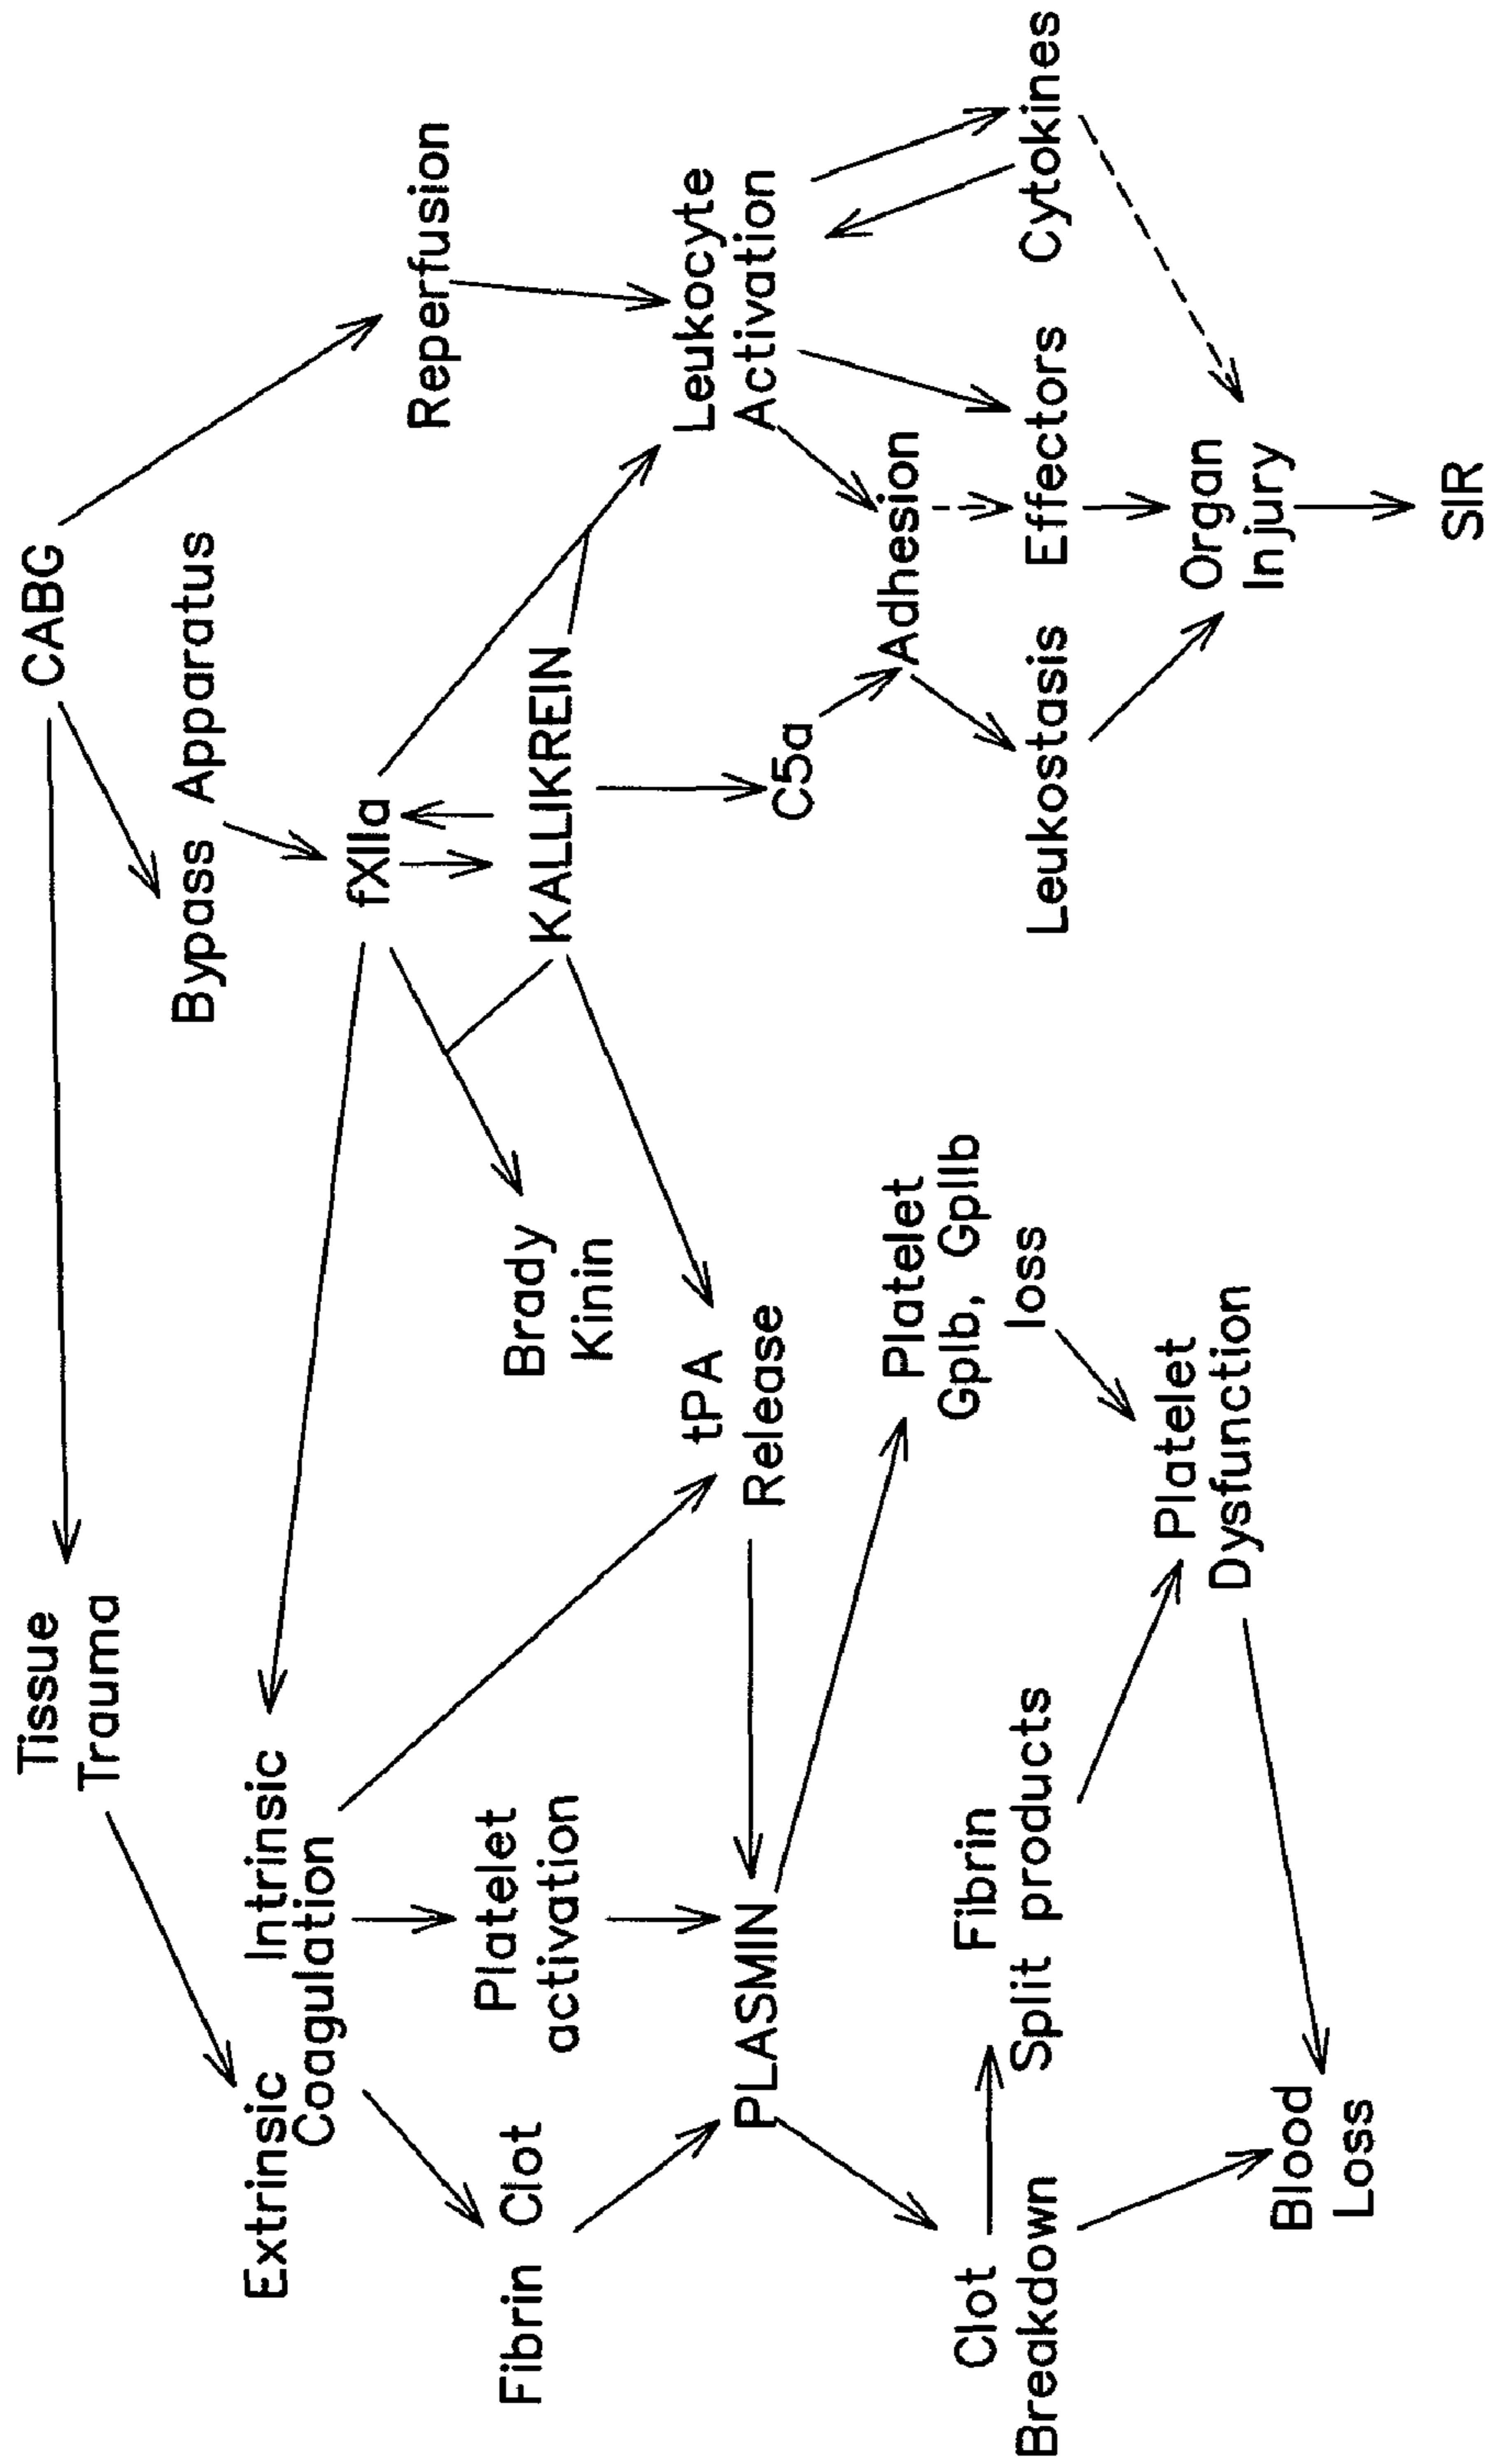 CABG
Tissue
Trauma
Bypass Apparatus
Reperfusion
Extrinsic Intrinsic
Coagulation
fXIIa
Fibrin Clot
Platelet
activation
Brady
Kinin
KALLIKREIN
Leukocyte
Activation
PLASMIN
tPA
Release
C5a
Adhesion
Platelet
GpIb, GpIIb
loss
Clot
Breakdown
Fibrin
Split products
Leukostasis
Effectors
Cytokines
Platelet
Dysfunction
Organ
Injury
Blood
Loss
SIR